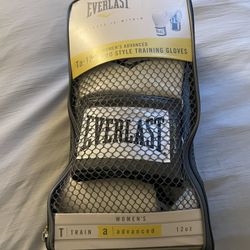 EVERLAST
WOMEN'S ADVANCED
STYLE TRAINING GLOVES
EVERLAST
WOMEN'S
T TRAIN a advanced 12oz